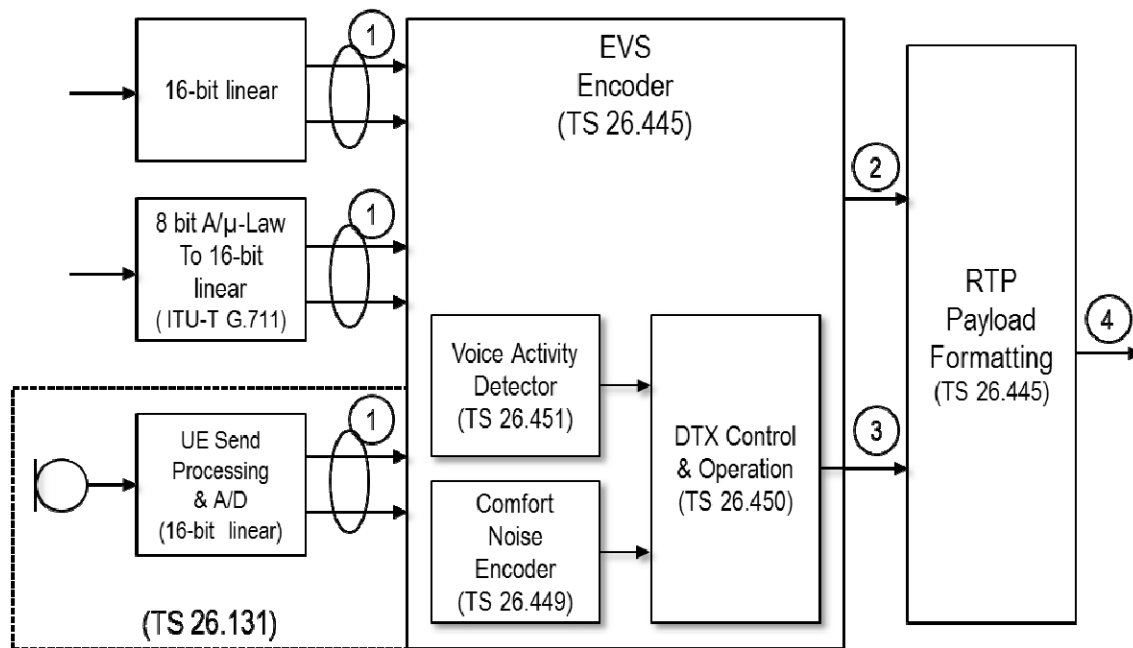 1
16-bit linear
EVS
Encoder
(TS 26.445)
2
1
8 bit A/μ-Law
To 16-bit
linear
( ITU-T G.711)
RTP
Payload
Formatting
(TS 26.445)
4
Voice Activity
Detector
(TS 26.451)
1
UE Send
Processing
& A/D
(16-bit linear)
DTX Control
& Operation
(TS 26.450)
3
Comfort
Noise
Encoder
(TS 26.449)
(TS 26.131)